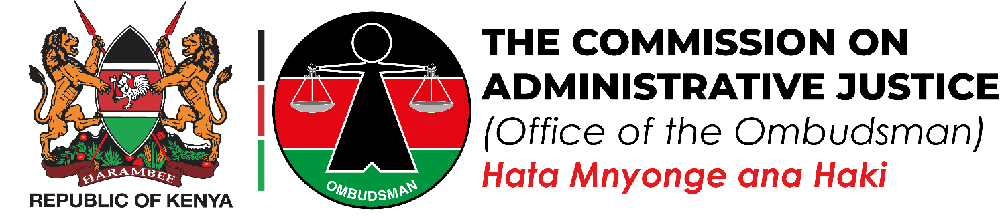 HARAMBEE
REPUBLIC OF KENYA
OMBUDSMAN
THE COMMISSION ON
ADMINISTRATIVE JUSTICE
(Office of the Ombudsman)
Hata Mnyonge ana Haki